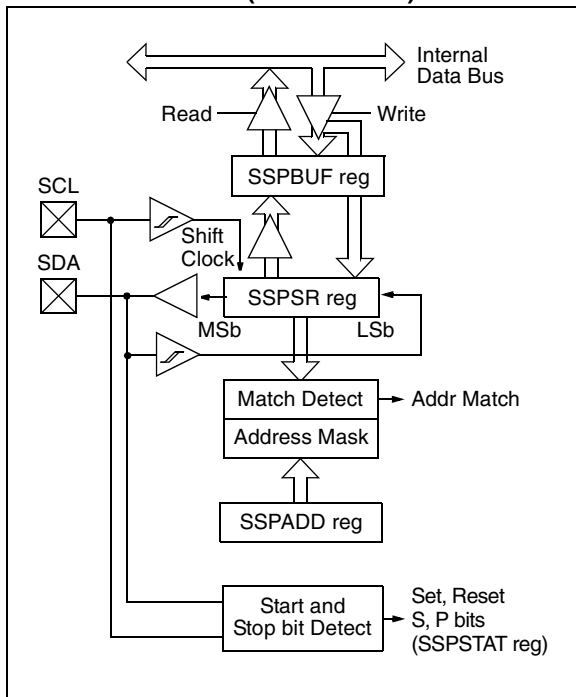 Internal
Data Bus
Read
Write
SSPBUF reg
SCL
Shift
Clock
SDA
SSPSR reg
MSb
LSb
Match Detect
Addr Match
Address Mask
SSPADD reg
Start and
Stop bit Detect
Set, Reset
S, P bits
(SSPSTAT reg)